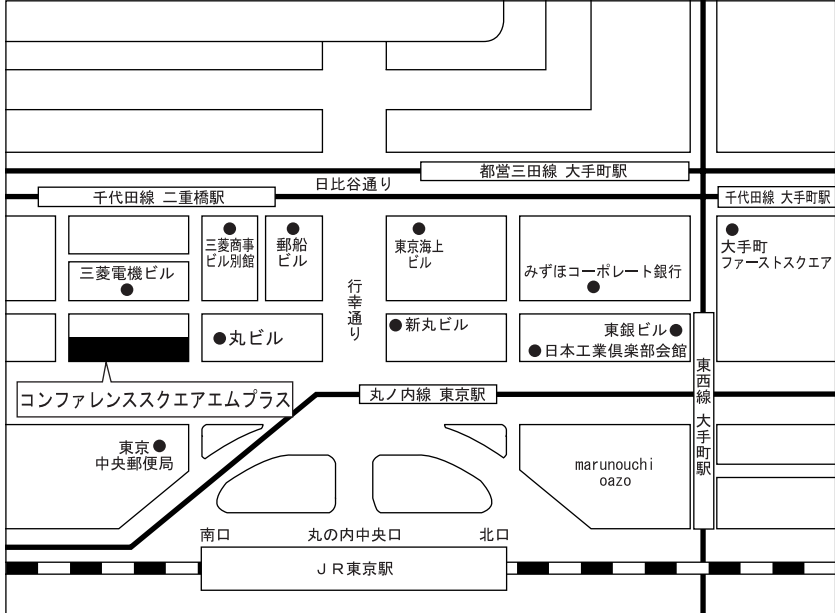 都営三田線 大手町駅
日比谷通り
千代田線 二重橋駅
千代田線 大手町駅
三菱商事
ビル別館
郵船
ビル
東京海上
ビル
大手町
ファーストスクエア
三菱電機ビル
みずほコーポレート銀行
行幸通り
丸ビル
新丸ビル
東銀ビル
日本工業倶楽部会館
コンファレンススクエアエムプラス
丸ノ内線 東京駅
東西線 大手町駅
東京
中央郵便局
marunouchi
oazo
南口
丸の内中央口
北口
ＪＲ東京駅